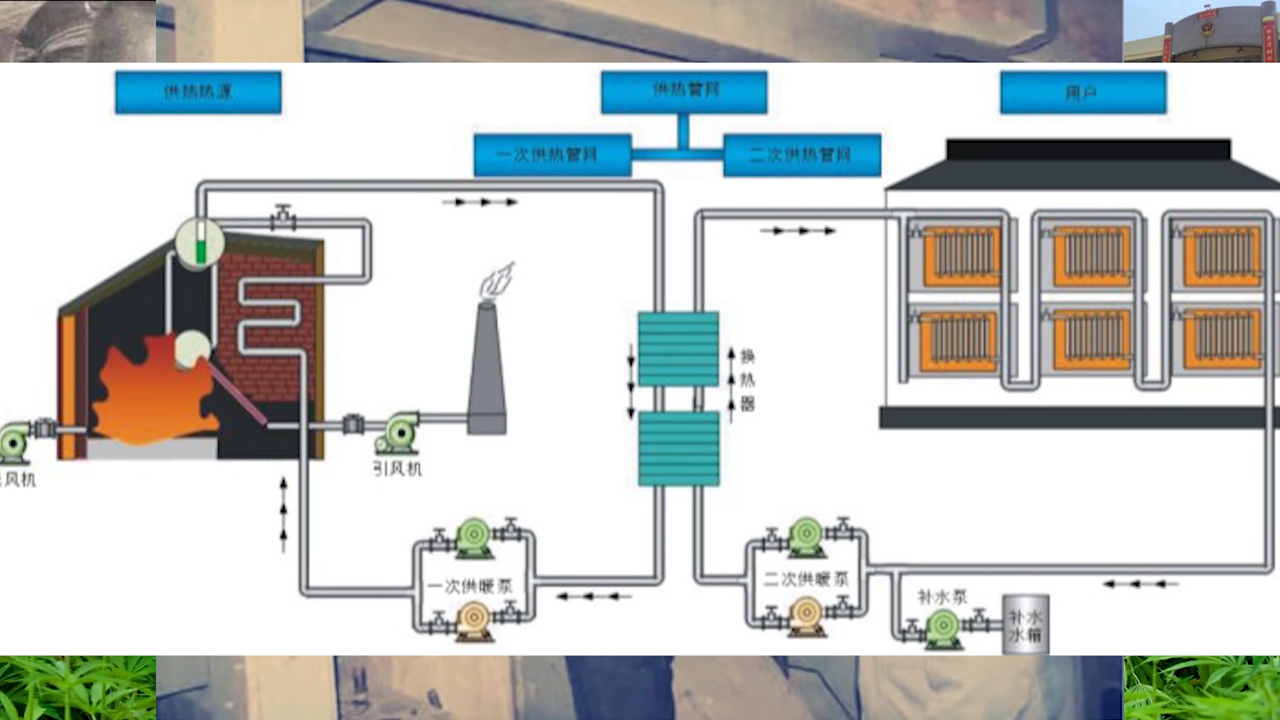 供热热源
供热管网
用户
一次供热管网
二次供热管网
换
热
器
引风机
风机
一次供暖泵
二次供暖泵
补水泵
补水
水箱